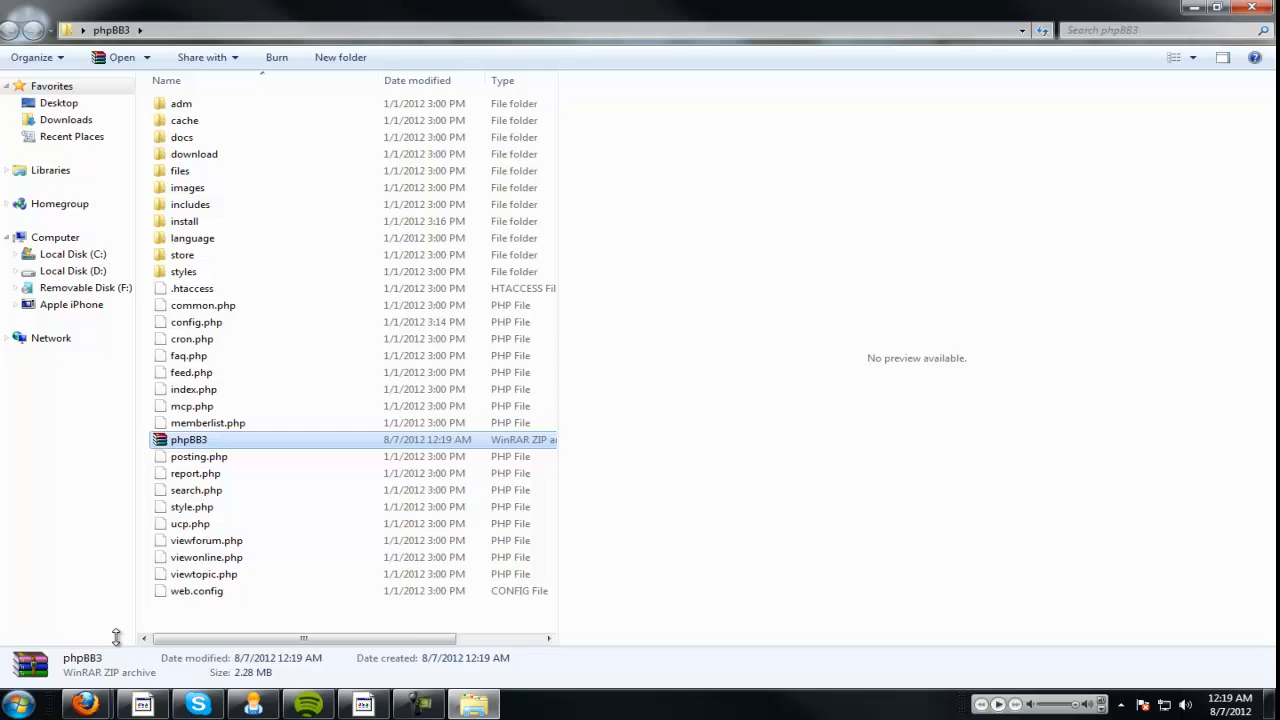 phpBB3
Search phpBB3
Organize Open Share with Burn New folder
Name Date modified Type
Favorites
Desktop
Downloads
Recent Places
Libraries
Homegroup
Computer
Local Disk (C:)
Local Disk (D:)
Removable Disk (F:)
Apple iPhone
Network
adm 1/1/2012 3:00 PM File folder
cache 1/1/2012 3:00 PM File folder
docs 1/1/2012 3:00 PM File folder
download 1/1/2012 3:00 PM File folder
files 1/1/2012 3:00 PM File folder
images 1/1/2012 3:00 PM File folder
includes 1/1/2012 3:00 PM File folder
install 1/1/2012 3:16 PM File folder
language 1/1/2012 3:00 PM File folder
store 1/1/2012 3:00 PM File folder
styles 1/1/2012 3:00 PM File folder
.htaccess 1/1/2012 3:00 PM HTACCESS Fil
common.php 1/1/2012 3:00 PM PHP File
config.php 1/1/2012 3:14 PM PHP File
cron.php 1/1/2012 3:00 PM PHP File
faq.php 1/1/2012 3:00 PM PHP File
feed.php 1/1/2012 3:00 PM PHP File
index.php 1/1/2012 3:00 PM PHP File
mcp.php 1/1/2012 3:00 PM PHP File
memberlist.php 1/1/2012 3:00 PM PHP File
phpBB3 8/7/2012 12:19 AM WinRAR ZIP ar
posting.php 1/1/2012 3:00 PM PHP File
report.php 1/1/2012 3:00 PM PHP File
search.php 1/1/2012 3:00 PM PHP File
style.php 1/1/2012 3:00 PM PHP File
ucp.php 1/1/2012 3:00 PM PHP File
viewforum.php 1/1/2012 3:00 PM PHP File
viewonline.php 1/1/2012 3:00 PM PHP File
viewtopic.php 1/1/2012 3:00 PM PHP File
web.config 1/1/2012 3:00 PM CONFIG File
No preview available.
phpBB3 Date modified: 8/7/2012 12:19 AM Date created: 8/7/2012 12:19 AM
WinRAR ZIP archive Size: 2.28 MB
12:19 AM
8/7/2012